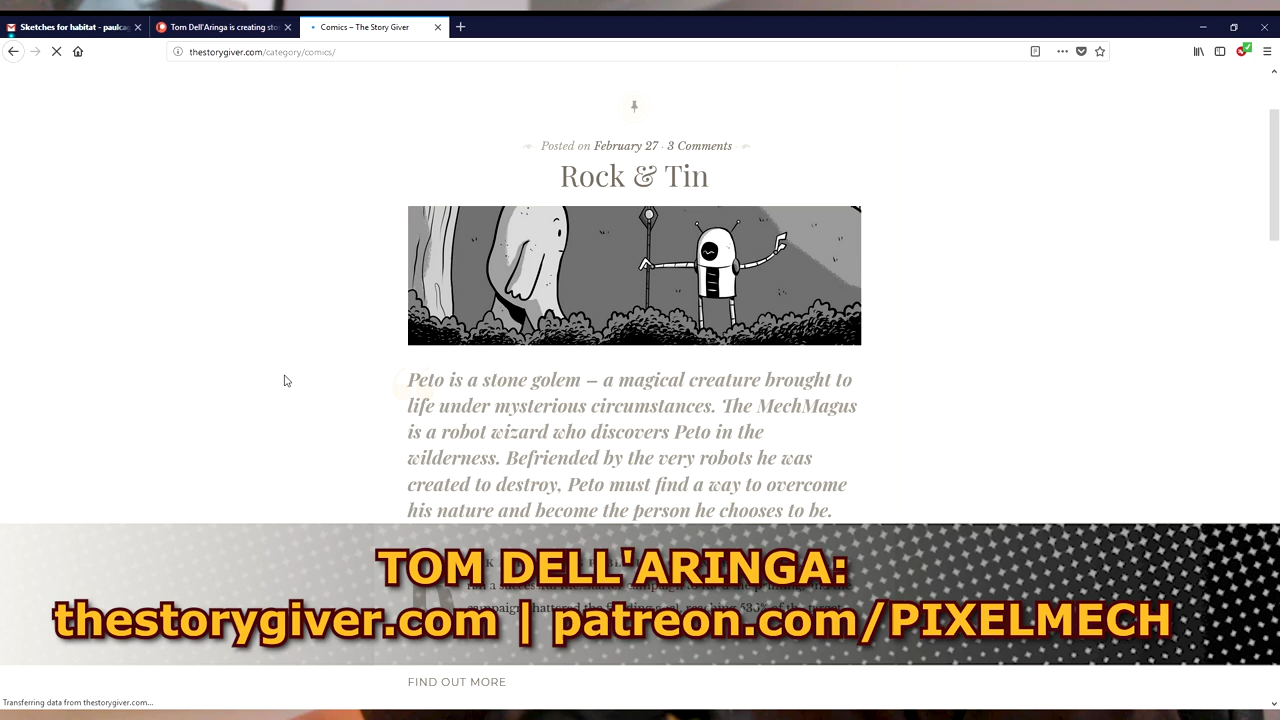 Sketches for habitat - paulca
Tom Dell'Aringa is creating sto
Comics – The Story Giver
thestorygiver.com/category/comics/
Posted on February 27 · 3 Comments
Rock & Tin
Peto is a stone golem – a magical creature brought to
life under mysterious circumstances. The MechMagus
is a robot wizard who discovers Peto in the
wilderness. Befriended by the very robots he was
created to destroy, Peto must find a way to overcome
his nature and become the person he chooses to be.
TOM DELL'ARINGA:
thestorygiver.com | patreon.com/PIXELMECH
FIND OUT MORE
Transferring data from thestorygiver.com...